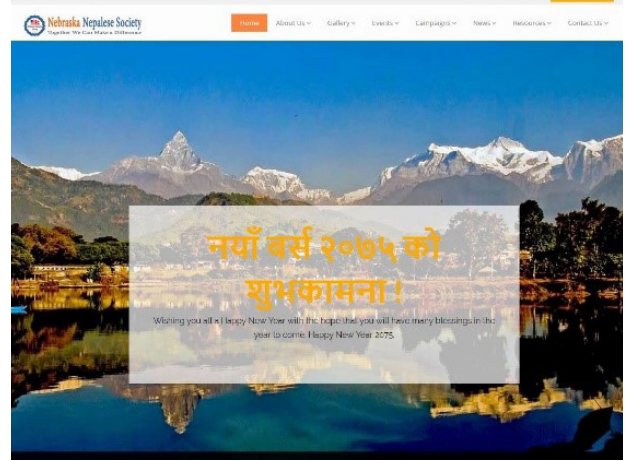 Nebraska Nepalese Society
Together We Can Make a Difference
Home About Us Gallery Events Campaigns News Resources Contact Us
नयाँ बर्स २०७५ को
शुभकामना !
Wishing you all a Happy New Year with the hope that you will have many blessings in the
year to come. Happy New Year 2075.